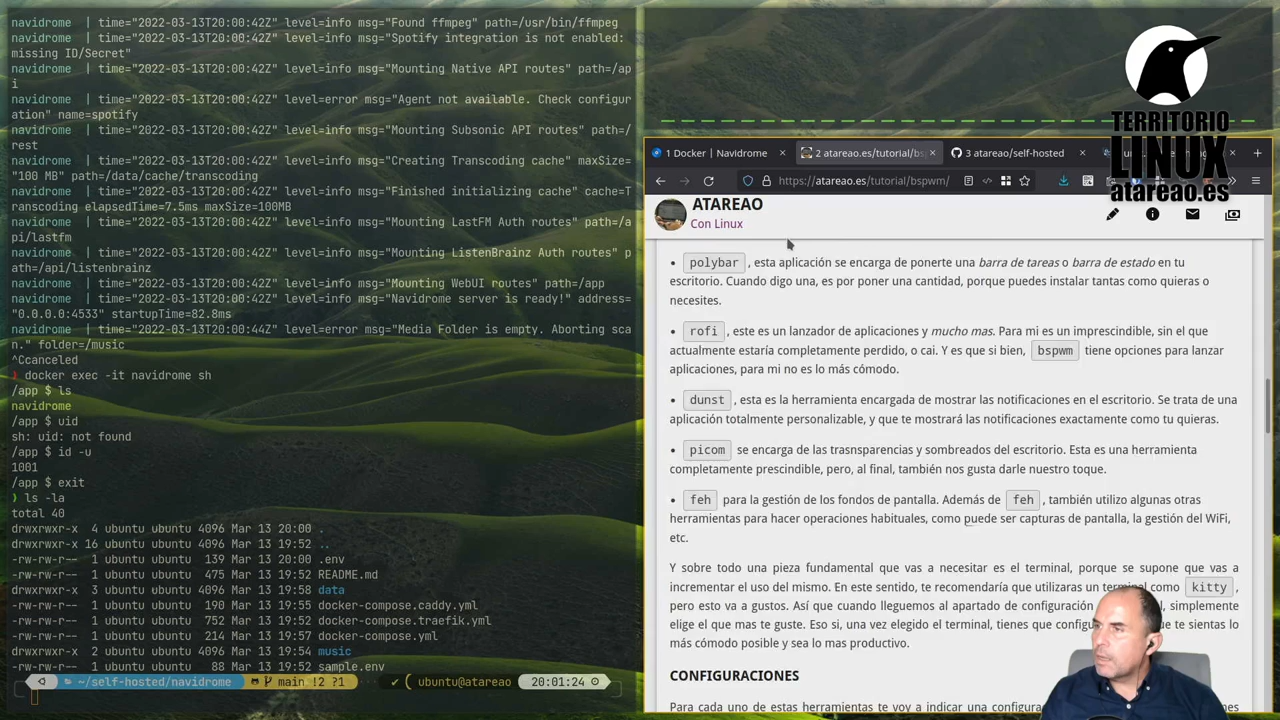 navidrome  | time="2022-03-13T20:00:42Z" level=info msg="Found ffmpeg" path=/usr/bin/ffmpeg
navidrome  | time="2022-03-13T20:00:42Z" level=info msg="Spotify integration is not enabled:
missing ID/Secret"
navidrome  | time="2022-03-13T20:00:42Z" level=info msg="Mounting Native API routes" path=/ap
i
navidrome  | time="2022-03-13T20:00:42Z" level=error msg="Agent not available. Check configur
ation" name=spotify
navidrome  | time="2022-03-13T20:00:42Z" level=info msg="Mounting Subsonic API routes" path=/
rest
navidrome  | time="2022-03-13T20:00:42Z" level=info msg="Creating Transcoding cache" maxSize=
"100 MB" path=/data/cache/transcoding
navidrome  | time="2022-03-13T20:00:42Z" level=info msg="Finished initializing cache" cache=T
ranscoding elapsedTime=7.5ms maxSize=100MB
navidrome  | time="2022-03-13T20:00:42Z" level=info msg="Mounting LastFM Auth routes" path=/a
pi/lastfm
navidrome  | time="2022-03-13T20:00:42Z" level=info msg="Mounting ListenBrainz Auth routes" p
ath=/api/listenbrainz
navidrome  | time="2022-03-13T20:00:42Z" level=info msg="Mounting WebUI routes" path=/app
navidrome  | time="2022-03-13T20:00:42Z" level=info msg="Navidrome server is ready!" address=
"0.0.0.0:4533" startupTime=82.8ms
navidrome  | time="2022-03-13T20:00:42Z" level=error msg="Media Folder is empty. Aborting sca
n." folder=/music
^Ccanceled
❯ docker exec -it navidrome sh
/app $ ls
navidrome
/app $ uid
sh: uid: not found
/app $ id -u
1001
/app $ exit
❯ ls -la
total 40
drwxrwxr-x  4 ubuntu ubuntu 4096 Mar 13 20:00 .
drwxrwxr-x 16 ubuntu ubuntu 4096 Mar 13 19:52 ..
-rw-rw-r--  1 ubuntu ubuntu  139 Mar 13 20:00 .env
-rw-rw-r--  1 ubuntu ubuntu  475 Mar 13 19:52 README.md
drwxrwxr-x  3 ubuntu ubuntu 4096 Mar 13 19:58 data
-rw-rw-r--  1 ubuntu ubuntu  190 Mar 13 19:55 docker-compose.caddy.yml
-rw-rw-r--  1 ubuntu ubuntu  752 Mar 13 19:52 docker-compose.traefik.yml
-rw-rw-r--  1 ubuntu ubuntu  214 Mar 13 19:57 docker-compose.yml
drwxrwxr-x  2 ubuntu ubuntu 4096 Mar 13 19:54 music
-rw-rw-r--  1 ubuntu ubuntu   88 Mar 13 19:52 sample.env
~/self-hosted/navidrome main !2 ?1 ✔ ubuntu@atareao 20:01:24
TERRITORIO
LINUX
atareao.es
1 Docker | Navidrome
2 atareao.es/tutorial/bs
3 atareao/self-hosted
https://atareao.es/tutorial/bspwm/
ATAREAO
Con Linux
• polybar , esta aplicación se encarga de ponerte una barra de tareas o barra de estado en tu
escritorio. Cuando digo una, es por poner una cantidad, porque puedes instalar tantas como quieras o
necesites.
• rofi , este es un lanzador de aplicaciones y mucho mas. Para mi es un imprescindible, sin el que
actualmente estaría completamente perdido, o cai. Y es que si bien, bspwm tiene opciones para lanzar
aplicaciones, para mi no es lo más cómodo.
• dunst , esta es la herramienta encargada de mostrar las notificaciones en el escritorio. Se trata de una
aplicación totalmente personalizable, y que te mostrará las notificaciones exactamente como tu quieras.
• picom se encarga de las trasnsparencias y sombreados del escritorio. Esta es una herramienta
completamente prescindible, pero, al final, también nos gusta darle nuestro toque.
• feh para la gestión de los fondos de pantalla. Además de feh , también utilizo algunas otras
herramientas para hacer operaciones habituales, como puede ser capturas de pantalla, la gestión del WiFi,
etc.
Y sobre todo una pieza fundamental que vas a necesitar es el terminal, porque se supone que vas a
incrementar el uso del mismo. En este sentido, te recomendaría que utilizaras un terminal como kitty ,
pero esto va a gustos. Así que cuando lleguemos al apartado de configuración simplemente
elige el que mas te guste. Eso si, una vez elegido el terminal, tienes que te sientas lo
más cómodo posible y sea lo mas productivo.
CONFIGURACIONES
Para cada uno de estas herramientas te voy a indicar una